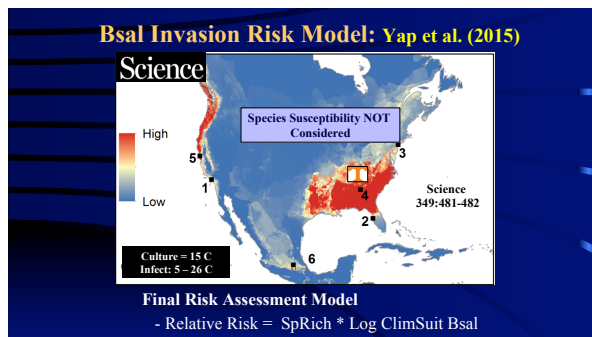 Bsal Invasion Risk Model: Yap et al. (2015)
Science
Species Susceptibility NOT
Considered
High
Low
5
1
3
4
2
6
Science
349:481-482
Culture = 15 C
Infect: 5 – 26 C
Final Risk Assessment Model
- Relative Risk = SpRich * Log ClimSuit Bsal